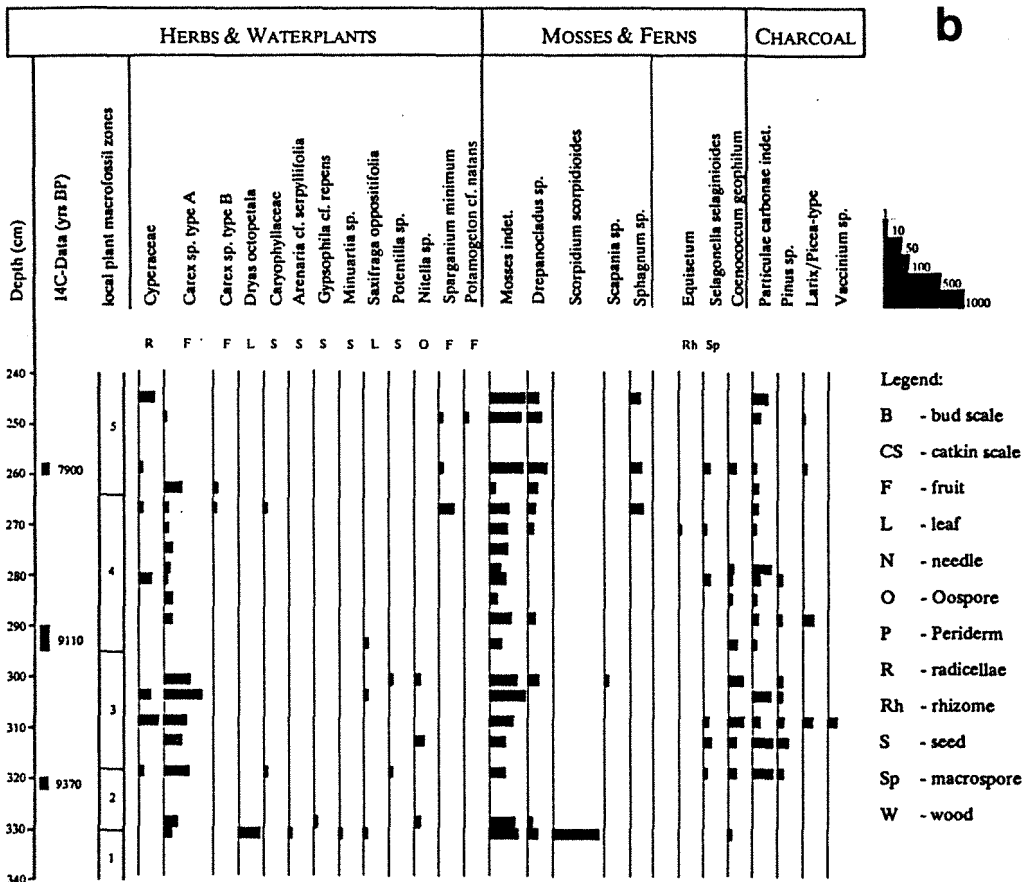 b
HERBS & WATERPLANTS MOSSES & FERNS CHARCOAL
Depth (cm)
14C-Data (yrs BP)
local plant macrofossil zones
Cyperaceae
Carex sp. type A
Carex sp. type B
Dryas octopetala
Caryophyllaceae
Arenaria cf. serpyllifolia
Gypsophila cf. repens
Minuartia sp.
Saxifraga oppositifolia
Potentilla sp.
Nitella sp.
Sparganium minimum
Potamogeton cf. natans
Mosses indet.
Drepanocladus sp.
Scorpidium scorpidioides
Scapania sp.
Sphagnum sp.
Equisetum
Selagonella selaginioides
Coenococcum geophilum
Particulae carbonae indet.
Pinus sp.
Larix/Picea-type
Vaccinium sp.
1
10
50
100
500
1000
R F F L S S S S L S O F F Rh Sp
240
250
260
270
280
290
300
310
320
330
340
7900
9110
9370
5
4
3
2
1
Legend:
B - bud scale
CS - catkin scale
F - fruit
L - leaf
N - needle
O - Oospore
P - Periderm
R - radicellae
Rh - rhizome
S - seed
Sp - macrospore
W - wood